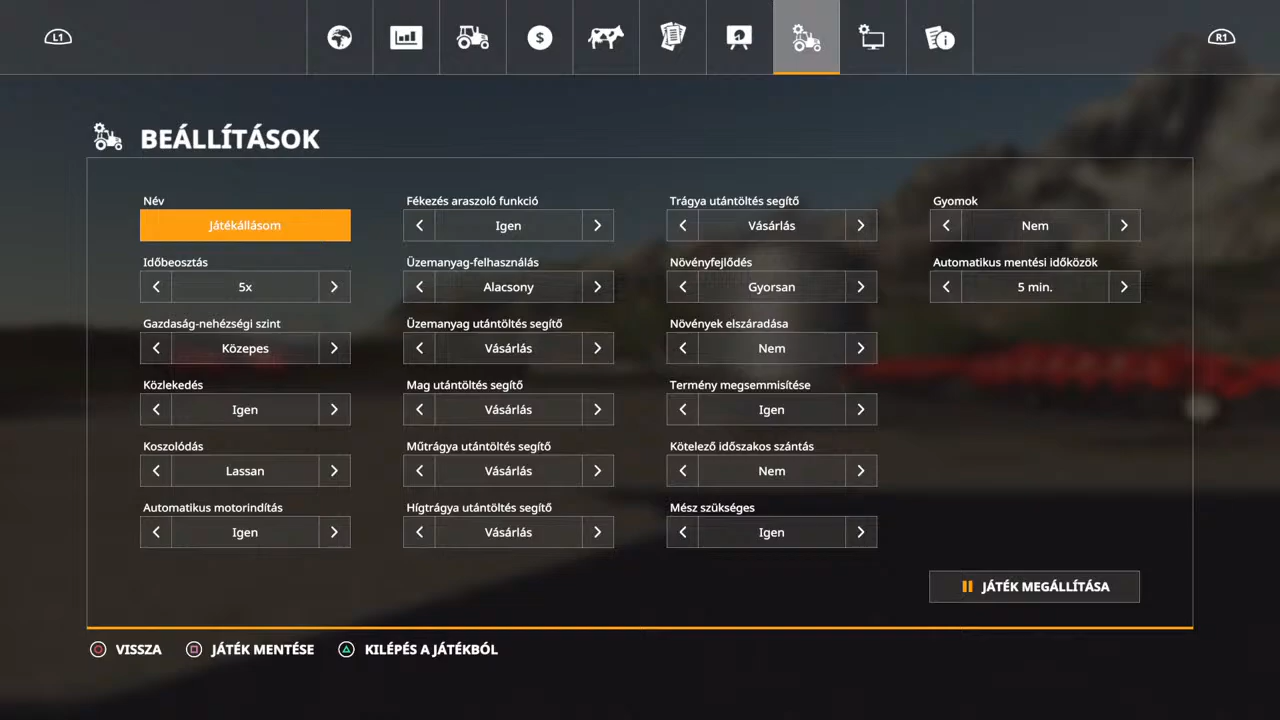 L1
R1
BEÁLLÍTÁSOK
Név
Játékállásom
Időbeosztás
5x
Gazdaság-nehézségi szint
Közepes
Közlekedés
Igen
Koszolódás
Lassan
Automatikus motorindítás
Igen
Fékezés araszoló funkció
Igen
Üzemanyag-felhasználás
Alacsony
Üzemanyag utántöltés segítő
Vásárlás
Mag utántöltés segítő
Vásárlás
Műtrágya utántöltés segítő
Vásárlás
Hígtrágya utántöltés segítő
Vásárlás
Trágya utántöltés segítő
Vásárlás
Növényfejlődés
Gyorsan
Növények elszáradása
Nem
Termény megsemmisítése
Igen
Kötelező időszakos szántás
Nem
Mész szükséges
Igen
Gyomok
Nem
Automatikus mentési időközök
5 min.
JÁTÉK MEGÁLLÍTÁSA
VISSZA JÁTÉK MENTÉSE KILÉPÉS A JÁTÉKBÓL